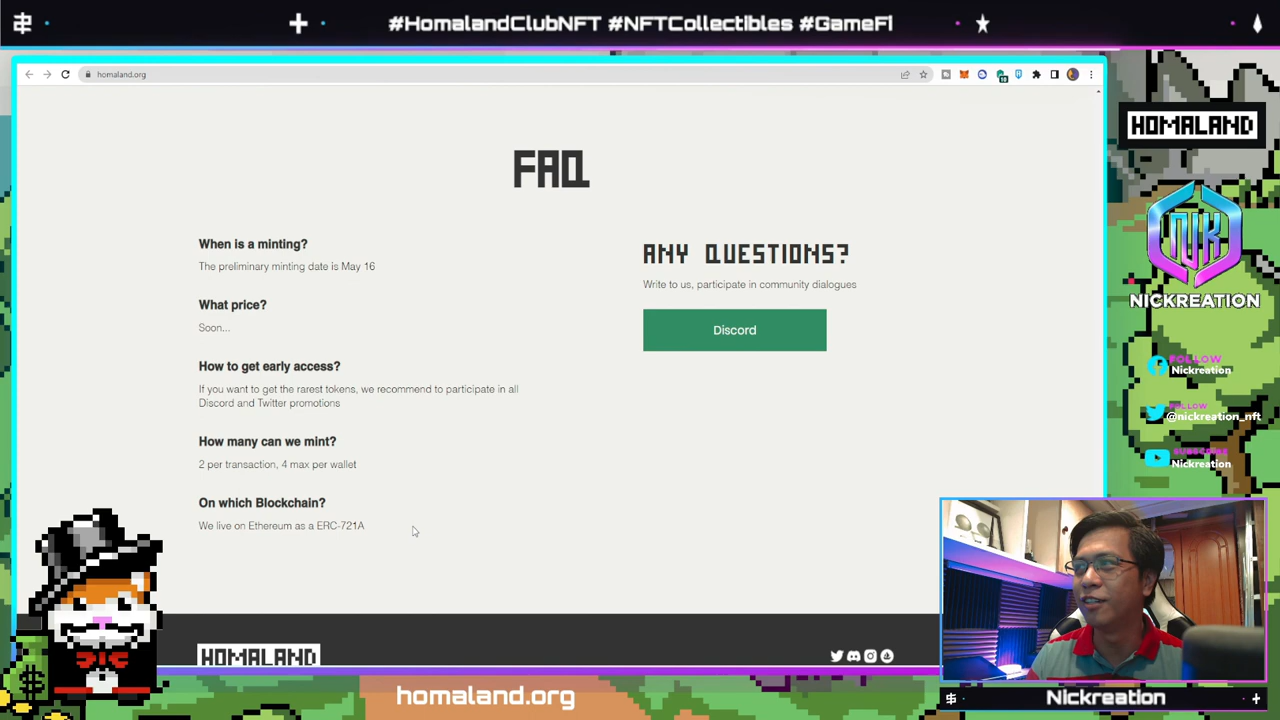 #HomalandClubNFT #NFTCollectibles #GameFi
homaland.org
HOMALAND
FAQ
When is a minting?
The preliminary minting date is May 16
What price?
Soon...
How to get early access?
If you want to get the rarest tokens, we recommend to participate in all
Discord and Twitter promotions
How many can we mint?
2 per transaction, 4 max per wallet
On which Blockchain?
We live on Ethereum as a ERC-721A
ANY QUESTIONS?
Write to us, participate in community dialogues
Discord
NIK
NICKREATION
FOLLOW
Nickreation
FOLLOW
@nickreation_nft
SUBSCRIBE
Nickreation
HOMALAND
homaland.org
Nickreation